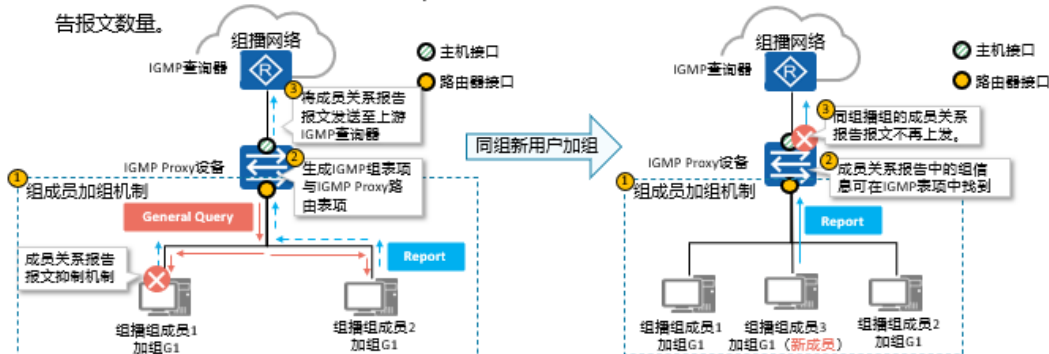 告报文数量。
组播网络
IGMP查询器
R
主机接口
路由器接口
3
将成员关系报告
报文发送至上游
IGMP查询器
IGMP Proxy设备
2
生成IGMP组表项
与IGMP Proxy路
由表项
1
组成员加组机制
General Query
Report
成员关系报告
报文抑制机制
组播组成员1
加组G1
组播组成员2
加组G1
同组新用户加组
组播网络
IGMP查询器
R
主机接口
路由器接口
3
同组播组的成员关系
报告报文不再上发。
IGMP Proxy设备
2
成员关系报告中的组信
息可在IGMP表项中找到
1
组成员加组机制
Report
组播组成员1
加组G1
组播组成员3
加组G1（新成员）
组播组成员2
加组G1